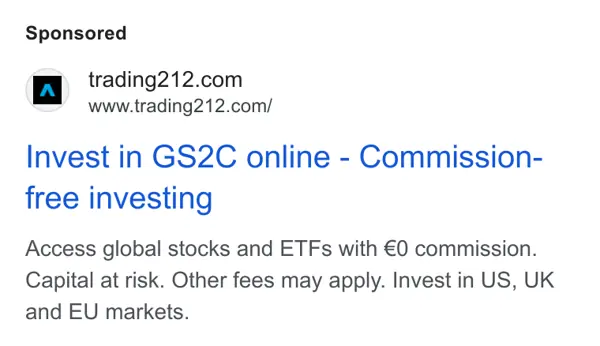 Sponsored
trading212.com
www.trading212.com/
Invest in GS2C online - Commission-
free investing
Access global stocks and ETFs with €0 commission.
Capital at risk. Other fees may apply. Invest in US, UK
and EU markets.